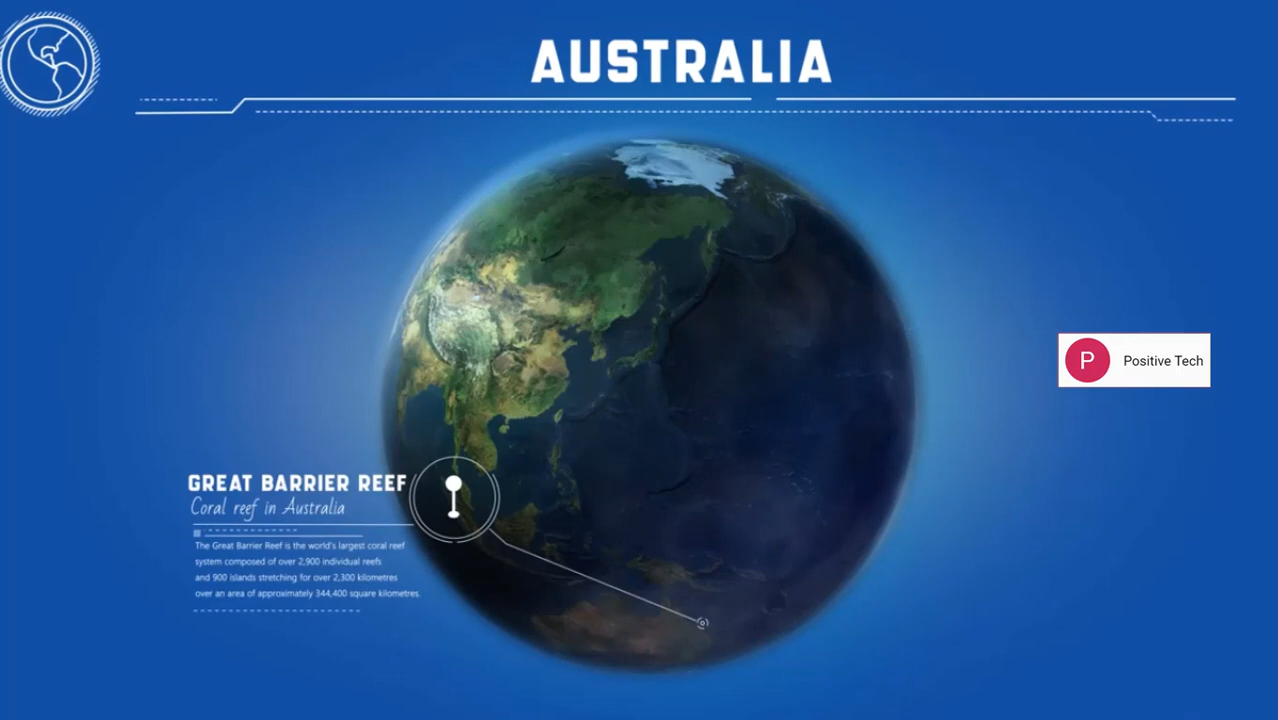 AUSTRALIA
P
Positive Tech
GREAT BARRIER REEF
Coral reef in Australia
The Great Barrier Reef is the world's largest coral reef
system composed of over 2,900 individual reefs
and 900 islands stretching for over 2,300 kilometres
over an area of approximately 344,400 square kilometres.